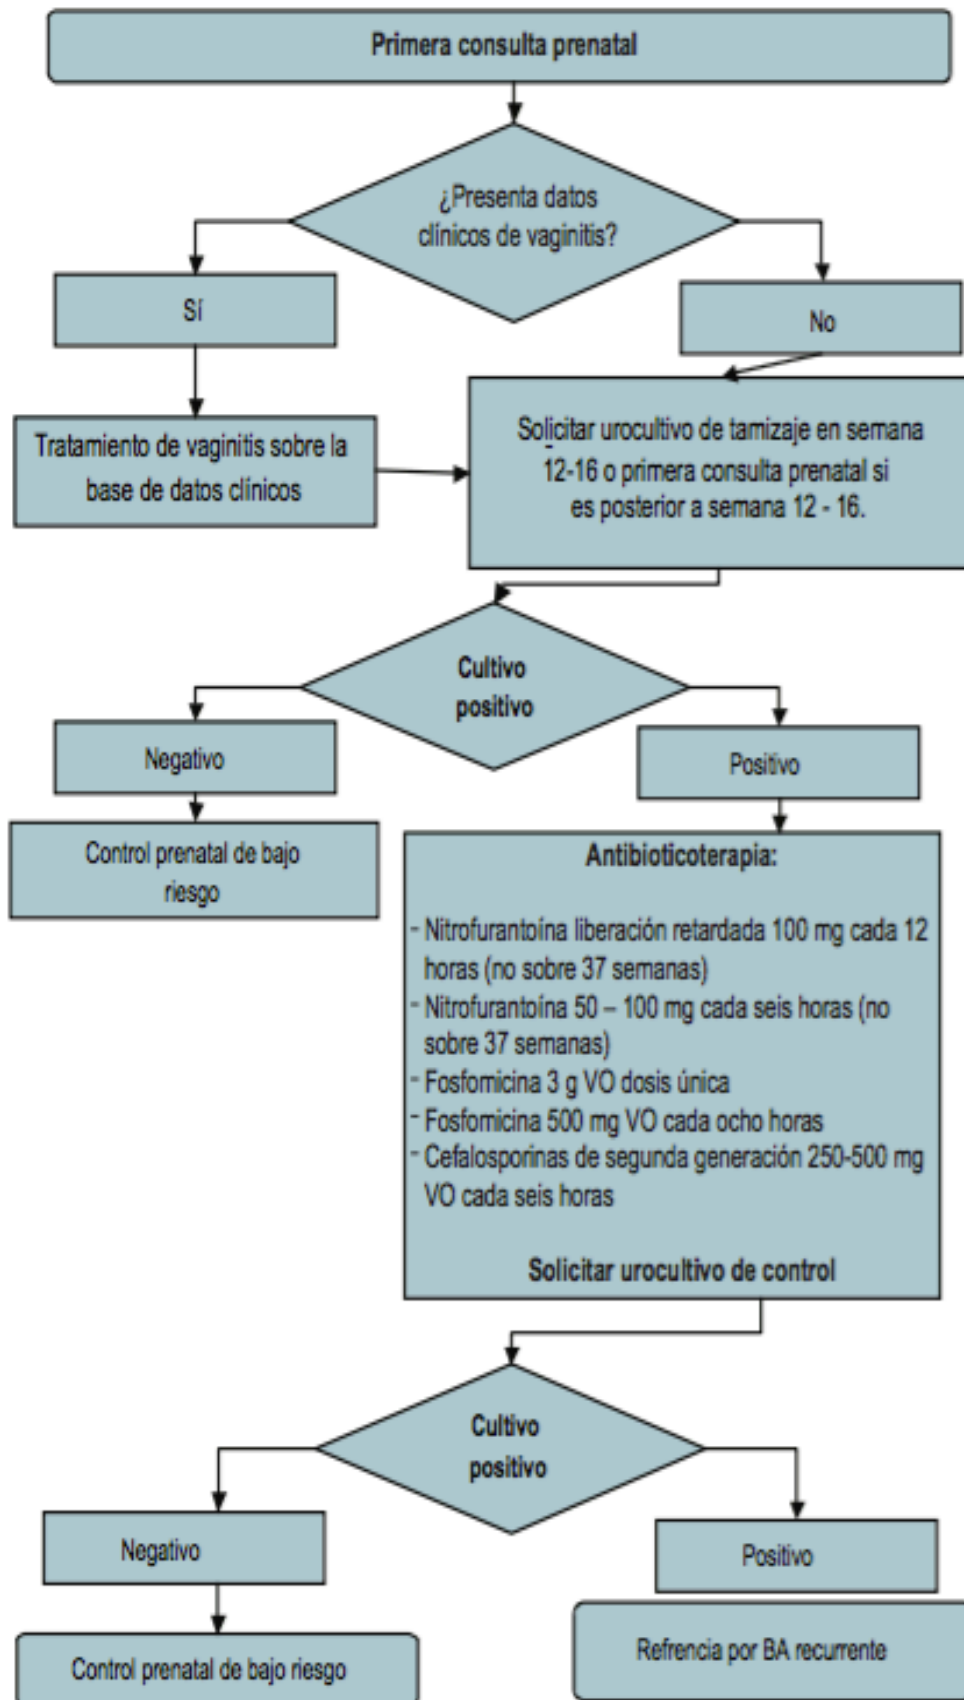 Primera consulta prenatal
¿Presenta datos
clínicos de vaginitis?
Sí
No
Tratamiento de vaginitis sobre la
base de datos clínicos
Solicitar urocultivo de tamizaje en semana
12-16 o primera consulta prenatal si
es posterior a semana 12 - 16.
Cultivo
positivo
Negativo
Positivo
Control prenatal de bajo
riesgo
Antibioticoterapia:
- Nitrofurantoína liberación retardada 100 mg cada 12
horas (no sobre 37 semanas)
- Nitrofurantoína 50 – 100 mg cada seis horas (no
sobre 37 semanas)
- Fosfomicina 3 g VO dosis única
- Fosfomicina 500 mg VO cada ocho horas
- Cefalosporinas de segunda generación 250-500 mg
VO cada seis horas
Solicitar urocultivo de control
Cultivo
positivo
Negativo
Positivo
Control prenatal de bajo riesgo
Refrencia por BA recurrente